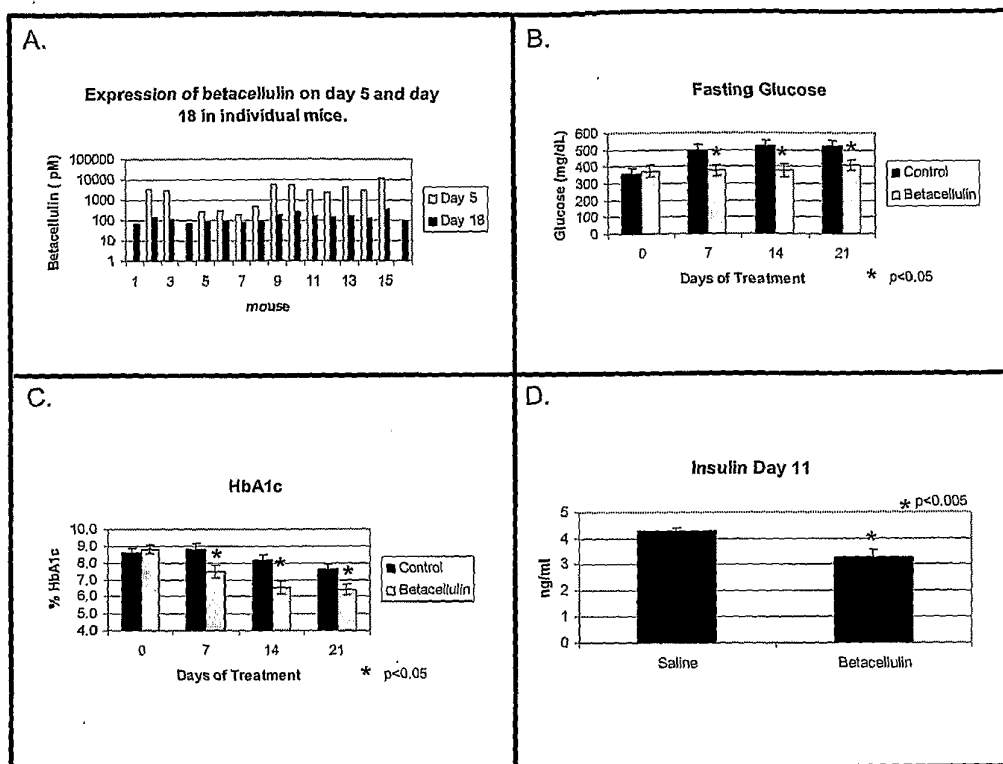 A.
Expression of betacellulin on day 5 and day
18 in individual mice.
Betacellulin ( pM)
100000
10000
1000
100
10
1
1 3 5 7 9 11 13 15
mouse
Day 5
Day 18
B.
Fasting Glucose
Glucose (mg/dL)
600
500
400
300
200
100
0
* * *
0 7 14 21
Days of Treatment
* p<0.05
Control
Betacellulin
C.
HbA1c
% HbA1c
10,0
9.0
8.0
7.0
6.0
5.0
4.0
* * *
0 7 14 21
Days of Treatment
* p<0.05
Control
Betacellulin
D.
Insulin Day 11
* p<0.005
ng/ml
5
4
3
2
1
0
*
Saline Betacellulin